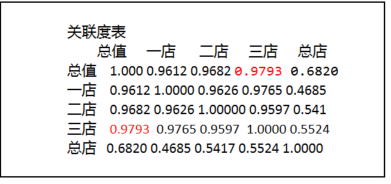 关联度表
总值 一店 二店 三店 总店
总值 1.000 0.9612 0.9682 0.9793 0.6820
一店 0.9612 1.0000 0.9626 0.9765 0.4685
二店 0.9682 0.9626 1.00000 0.9597 0.541
三店 0.9793 0.9765 0.9597 1.0000 0.5524
总店 0.6820 0.4685 0.5417 0.5524 1.0000